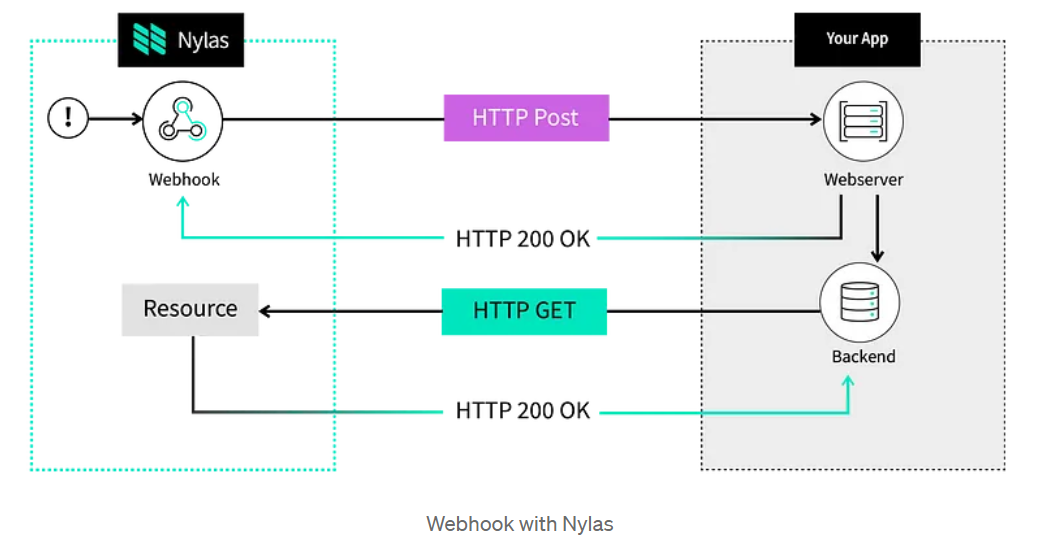 Nylas
Your App
!
HTTP Post
Webhook
Webserver
HTTP 200 OK
Resource
HTTP GET
Backend
HTTP 200 OK
Webhook with Nylas